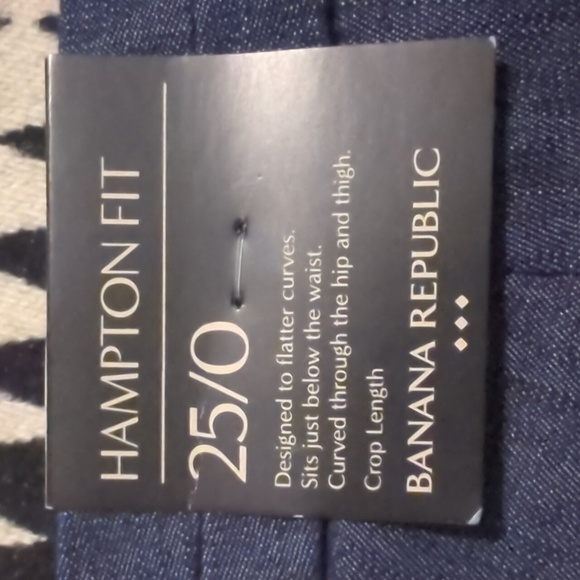 HAMPTON FIT
25/0
Designed to flatter curves.
Sits just below the waist.
Curved through the hip and thigh.
Crop Length
BANANA REPUBLIC